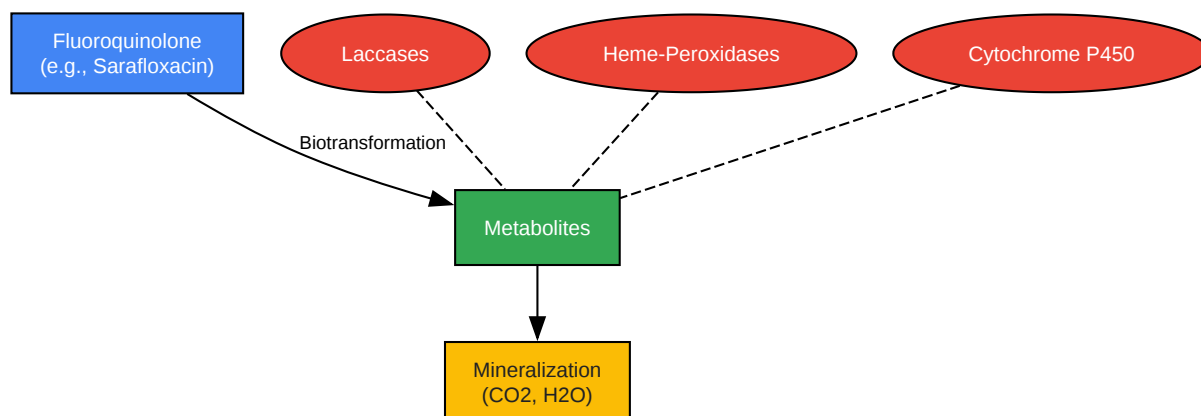 Fluoroquinolone
(e.g., Sarafloxacin)
Laccases
Heme-Peroxidases
Cytochrome P450
Biotransformation
Metabolites
Mineralization
(CO2, H2O)